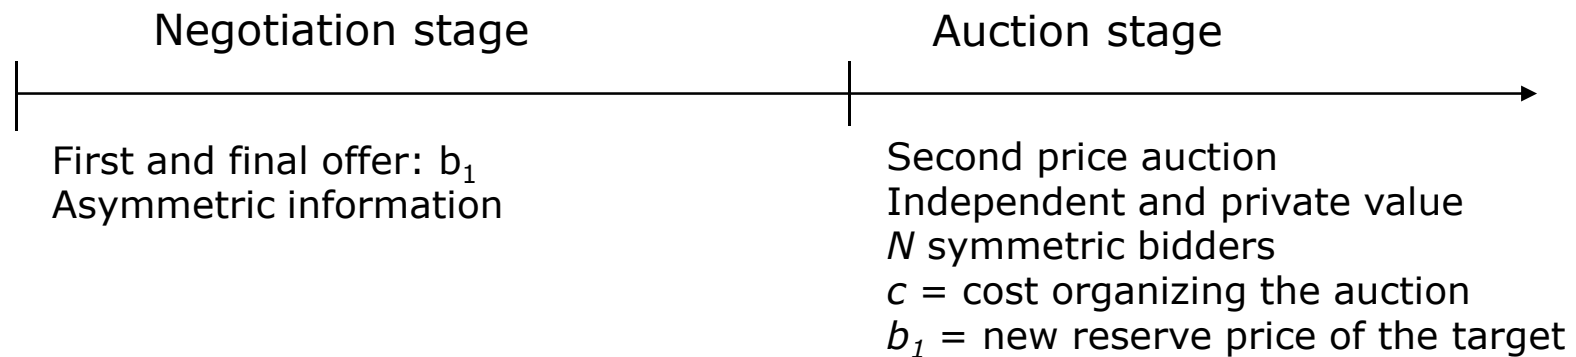 Negotiation stage
Auction stage
First and final offer: b₁
Asymmetric information
Second price auction
Independent and private value
N symmetric bidders
c = cost organizing the auction
b₁ = new reserve price of the target